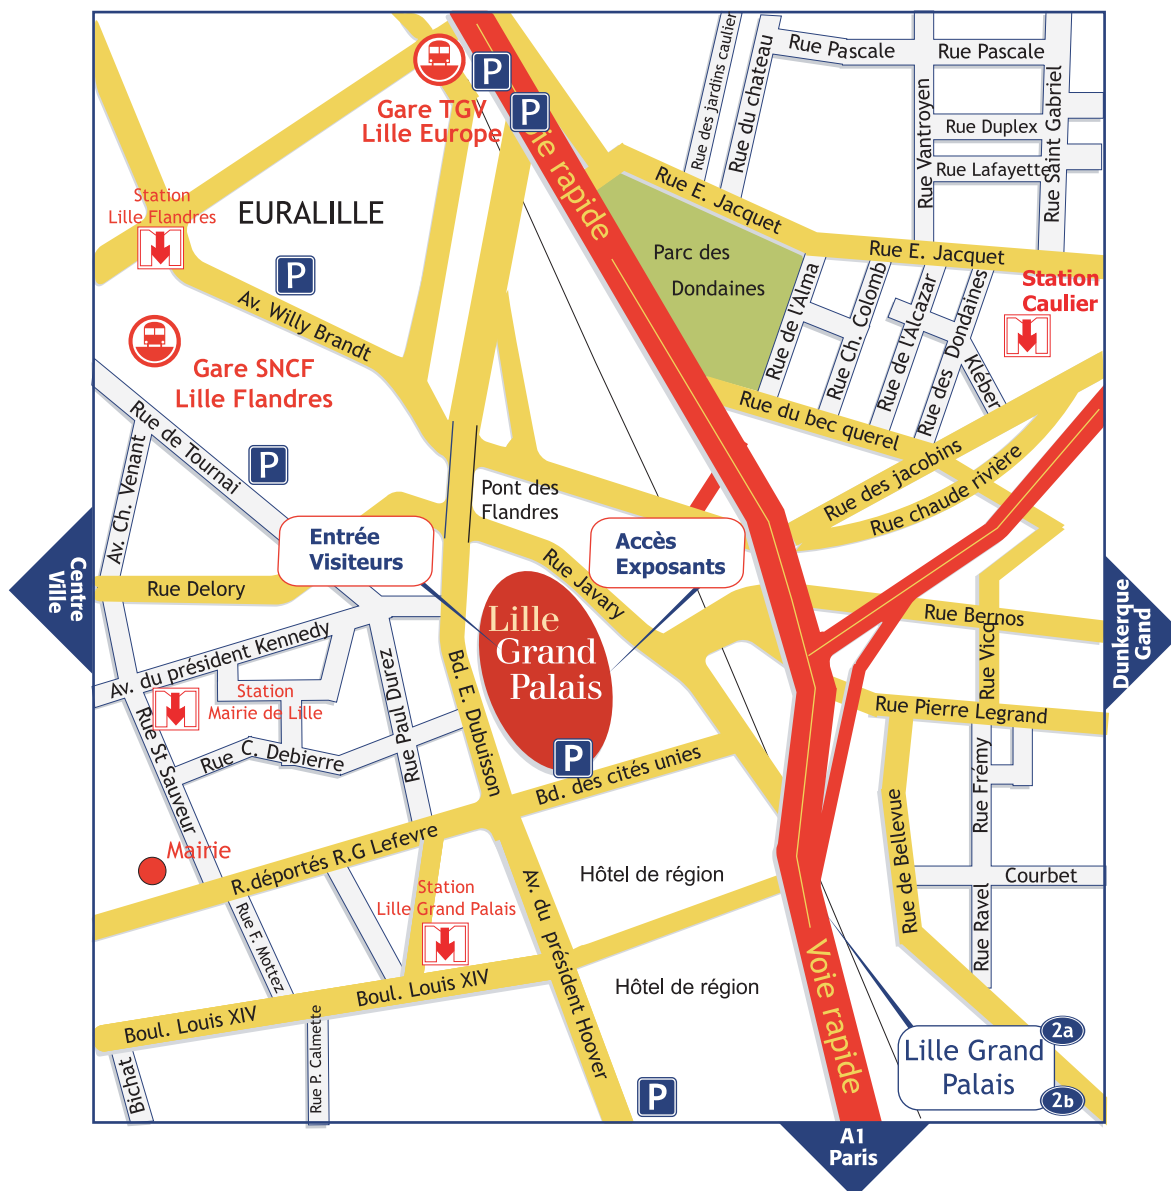 Rue Pascale
Rue Pascale
Rue des jardins caulier
Rue du chateau
Rue Vantroyen
Rue Saint Gabriel
Rue Duplex
Rue Lafayette
P
P
Gare TGV
Lille Europe
Voie rapide
Rue E. Jacquet
Rue E. Jacquet
Station
Lille Flandres
EURALILLE
P
Parc des
Dondaines
Station
Caulier
Av. Willy Brandt
Rue de l'Alma
Rue Ch. Colomb
Rue de l'Alcazar
Rue des Dondaines
Kléber
Gare SNCF
Lille Flandres
Rue du bec querel
Rue de Tournai
Av. Ch. Venant
P
Pont des
Flandres
Rue des jacobins
Rue chaude rivière
Entrée
Visiteurs
Accès
Exposants
Rue Javary
Centre
Ville
Rue Delory
Lille
Grand
Palais
Rue Bernos
Rue Vicq
Dunkerque
Gand
Av. du président Kennedy
Rue Paul Durez
Bd. E. Dubuisson
Station
Mairie de Lille
Rue St Sauveur
Rue C. Debierre
Rue Pierre Legrand
P
Bd. des cités unies
Rue Frémy
Rue de Bellevue
Mairie
R.déportés R.G Lefevre
Hôtel de région
Courbet
Station
Lille Grand Palais
Rue F. Mottez
Av. du président Hoover
Rue Ravel
Voie rapide
Boul. Louis XIV
Boul. Louis XIV
Hôtel de région
Bichat
Rue P. Calmette
P
Lille Grand
Palais
2a
2b
A1
Paris